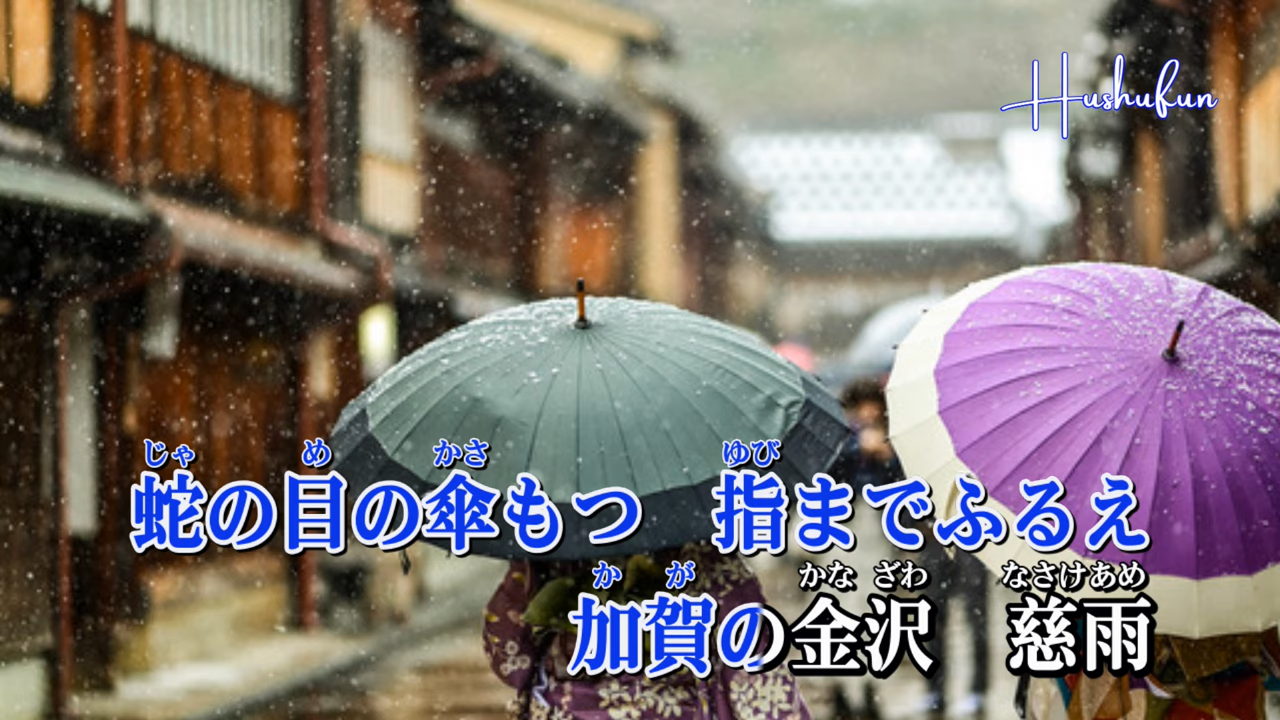 Hushufun
じゃ め かさ ゆび
蛇の目の傘もつ 指までふるえ
か が かな ざわ なさけあめ
加賀の金沢 慈雨